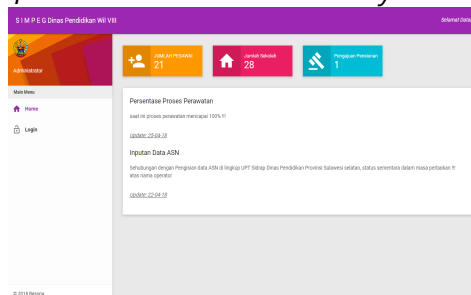 S I M P E G Dinas Pendidikan Wil VIII
Selamat Data
Administrator
JUMLAH PEGAWAI
21
Jumlah Sekolah
28
Pengajuan Pensiunan
1
Main Menu
Home
Login
Persentase Proses Perawatan
saat ini proses perawatan mencapai 100% !!!
Update: 25-04-18
Inputan Data ASN
Sehubungan dengan Pengisian data ASN di lingkup UPT Sidrap Dinas Pendidikan Provinsi Sulawesi selatan, status sementara dalam masa perbaikan !!!
atas nama operator
Update: 22-04-18
© 2018 Resona.